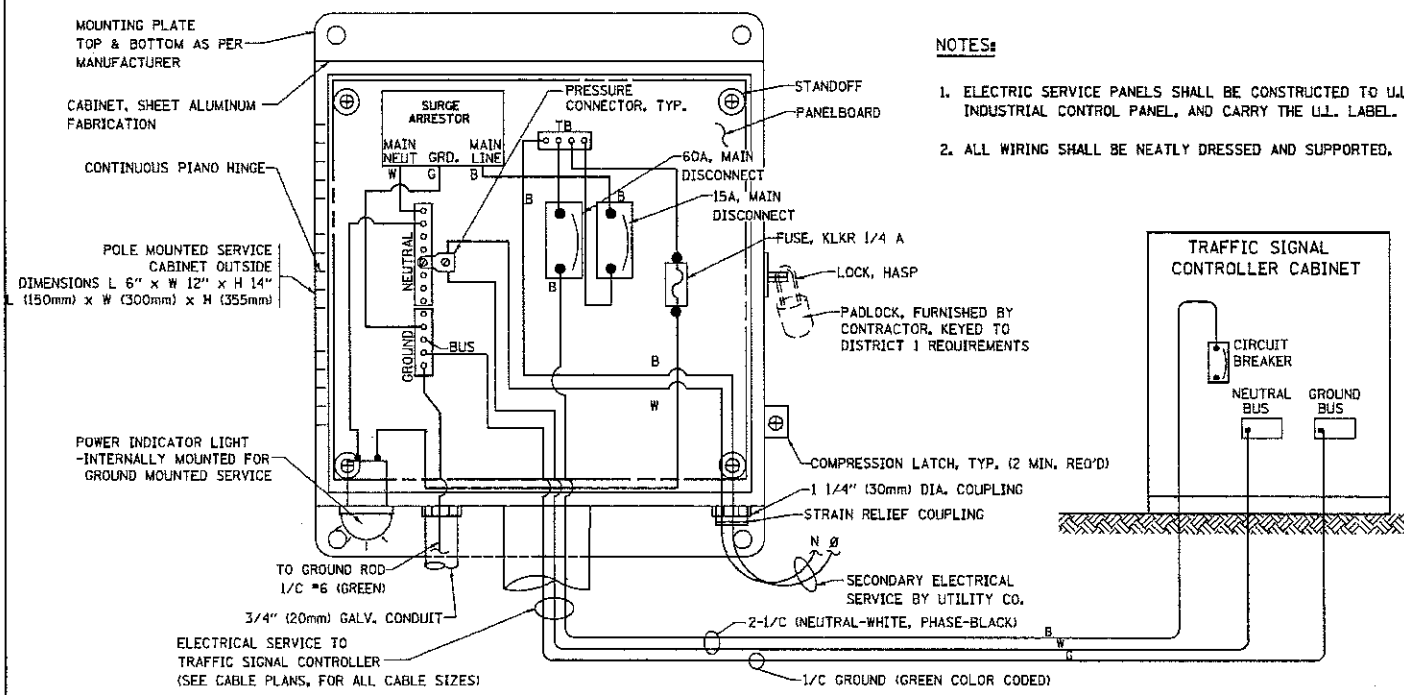 MOUNTING PLATE
TOP & BOTTOM AS PER
MANUFACTURER
CABINET, SHEET ALUMINUM
FABRICATION
CONTINUOUS PIANO HINGE
POLE MOUNTED SERVICE
CABINET OUTSIDE
DIMENSIONS L 6" x W 12" x H 14"
L (150mm) x W (300mm) x H (355mm)
POWER INDICATOR LIGHT
-INTERNALLY MOUNTED FOR
GROUND MOUNTED SERVICE
TO GROUND ROD
1/C #6 (GREEN)
3/4" (20mm) GALV. CONDUIT
ELECTRICAL SERVICE TO
TRAFFIC SIGNAL CONTROLLER
(SEE CABLE PLANS, FOR ALL CABLE SIZES)
SURGE
ARRESTOR
MAIN
NEUT
GRD.
MAIN
LINE
W
G
B
PRESSURE
CONNECTOR, TYP.
TB
NEUTRAL
GROUND
BUS
B
B
B
B
W
STANDOFF
PANELBOARD
60A, MAIN
DISCONNECT
15A, MAIN
DISCONNECT
FUSE, KLKR 1/4 A
LOCK, HASP
PADLOCK, FURNISHED BY
CONTRACTOR, KEYED TO
DISTRICT 1 REQUIREMENTS
COMPRESSION LATCH, TYP. (2 MIN. REQ'D)
1 1/4" (30mm) DIA. COUPLING
STRAIN RELIEF COUPLING
N Ø
SECONDARY ELECTRICAL
SERVICE BY UTILITY CO.
2-1/C (NEUTRAL-WHITE, PHASE-BLACK)
B
W
G
1/C GROUND (GREEN COLOR CODED)
NOTES:
1. ELECTRIC SERVICE PANELS SHALL BE CONSTRUCTED TO U.L
INDUSTRIAL CONTROL PANEL, AND CARRY THE U.L. LABEL.
2. ALL WIRING SHALL BE NEATLY DRESSED AND SUPPORTED.
TRAFFIC SIGNAL
CONTROLLER CABINET
CIRCUIT
BREAKER
NEUTRAL
BUS
GROUND
BUS